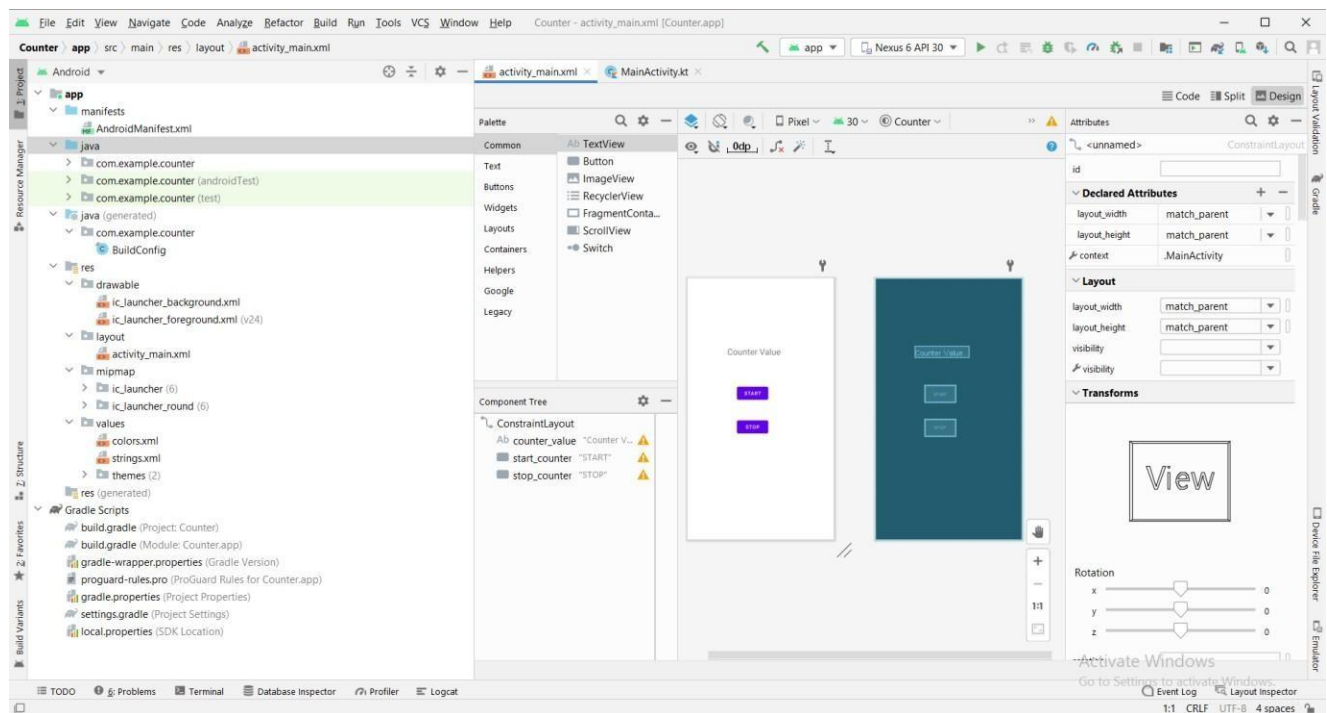 File Edit View Navigate Code Analyze Refactor Build Run Tools VCS Window Help Counter - activity_main.xml [Counter.app]
Counter app src main res layout activity_main.xml
app Nexus 6 API 30
Android
activity_main.xml MainActivity.kt
Code Split Design
1: Project
Resource Manager
Z: Structure
2: Favorites
Build Variants
app
manifests
AndroidManifest.xml
java
com.example.counter
com.example.counter (androidTest)
com.example.counter (test)
java (generated)
com.example.counter
BuildConfig
res
drawable
ic_launcher_background.xml
ic_launcher_foreground.xml (v24)
layout
activity_main.xml
mipmap
ic_launcher (6)
ic_launcher_round (6)
values
colors.xml
strings.xml
themes (2)
res (generated)
Gradle Scripts
build.gradle (Project: Counter)
build.gradle (Module: Counter.app)
gradle-wrapper.properties (Gradle Version)
proguard-rules.pro (ProGuard Rules for Counter.app)
gradle.properties (Project Properties)
settings.gradle (Project Settings)
local.properties (SDK Location)
Palette
Common
Text
Buttons
Widgets
Layouts
Containers
Helpers
Google
Legacy
Ab TextView
Button
ImageView
RecyclerView
FragmentConta...
ScrollView
Switch
Component Tree
ConstraintLayout
Ab counter_value "Counter V...
start_counter "START"
stop_counter "STOP"
Pixel 30 Counter
0dp
Counter Value
START
STOP
Counter Value
START
STOP
1:1
Attributes
<unnamed> ConstraintLayout
id
Declared Attributes
layout_width match_parent
layout_height match_parent
context .MainActivity
Layout
layout_width match_parent
layout_height match_parent
visibility
visibility
Transforms
View
Rotation
x 0
y 0
z 0
Activate Windows
Go to Settings to activate Windows.
Layout Validation
Gradle
Device File Explorer
Emulator
TODO 6: Problems Terminal Database Inspector Profiler Logcat
Event Log Layout Inspector
1:1 CRLF UTF-8 4 spaces